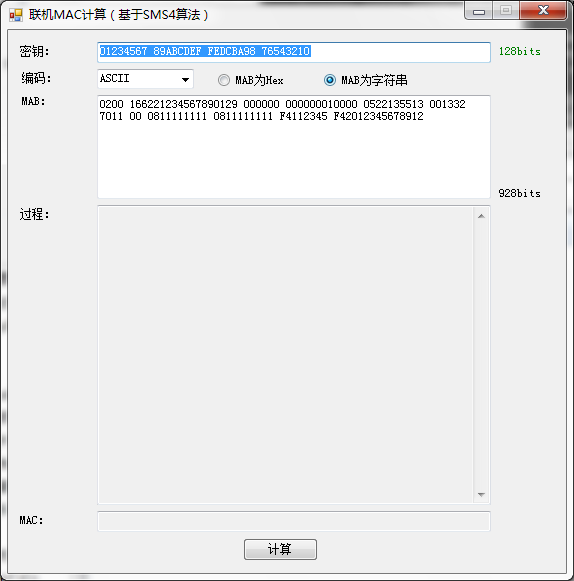 联机MAC计算(基于SMS4算法)
密钥: 01234567 89ABCDEF FEDCBA98 76543210 128bits
编码: ASCII MAB为Hex MAB为字符串
MAB: 0200 166221234567890129 000000 000000010000 0522135513 001332
7011 00 0811111111 0811111111 F4112345 F42012345678912
928bits
过程:
MAC:
计算